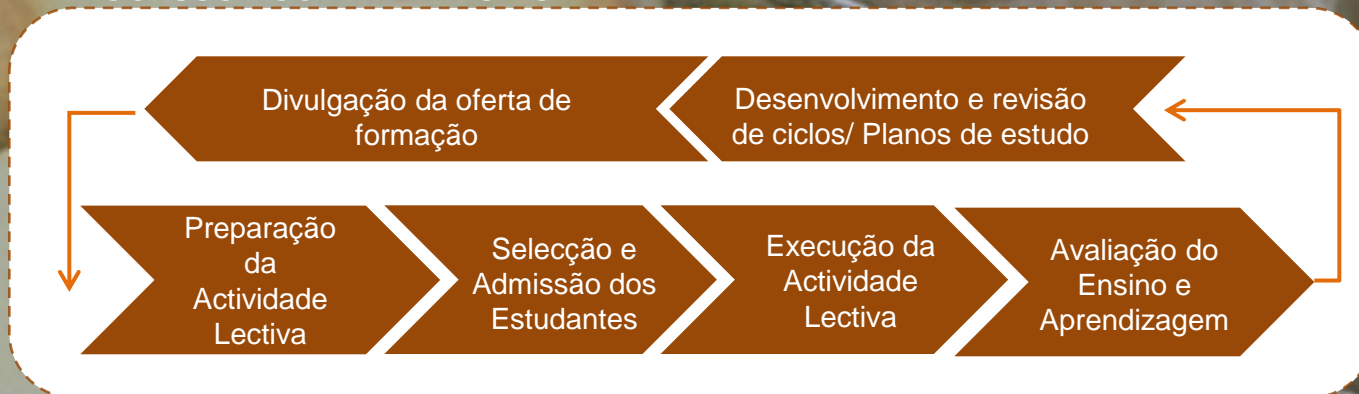 Divulgação da oferta de
formação
Desenvolvimento e revisão
de ciclos/ Planos de estudo
Preparação
da
Actividade
Lectiva
Selecção e
Admissão dos
Estudantes
Execução da
Actividade
Lectiva
Avaliação do
Ensino e
Aprendizagem